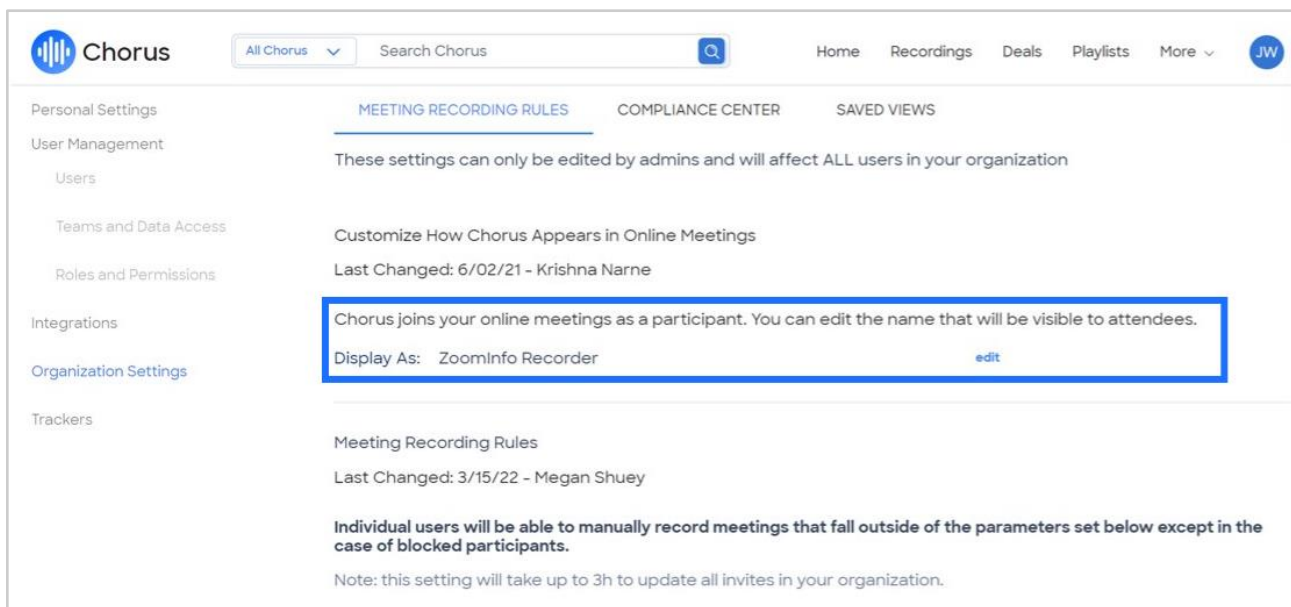 Chorus
All Chorus
Search Chorus
Home Recordings Deals Playlists More
JW
Personal Settings
User Management
Users
Teams and Data Access
Roles and Permissions
Integrations
Organization Settings
Trackers
MEETING RECORDING RULES COMPLIANCE CENTER SAVED VIEWS
These settings can only be edited by admins and will affect ALL users in your organization
Customize How Chorus Appears in Online Meetings
Last Changed: 6/02/21 - Krishna Narne
Chorus joins your online meetings as a participant. You can edit the name that will be visible to attendees.
Display As: ZoomInfo Recorder edit
Meeting Recording Rules
Last Changed: 3/15/22 - Megan Shuey
Individual users will be able to manually record meetings that fall outside of the parameters set below except in the
case of blocked participants.
Note: this setting will take up to 3h to update all invites in your organization.